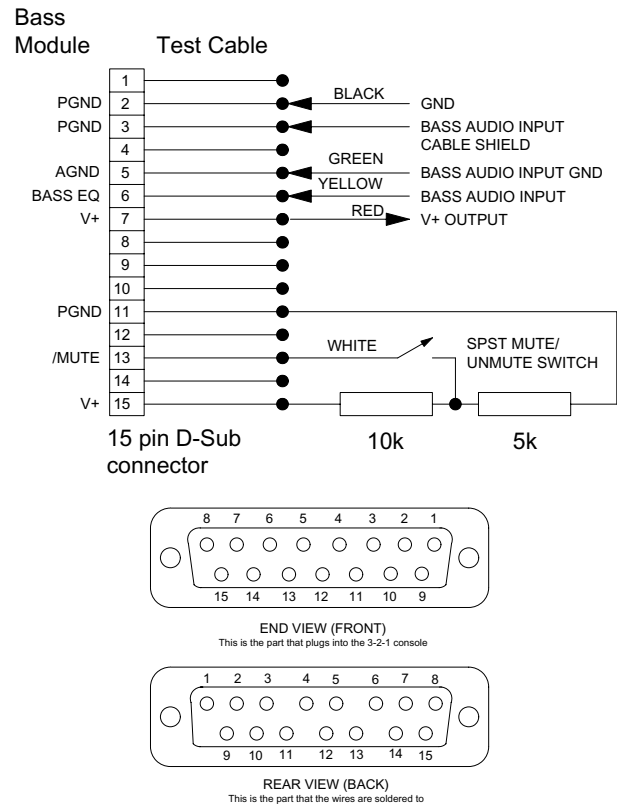 Bass
Module Test Cable
1
PGND 2 BLACK GND
PGND 3 BASS AUDIO INPUT
CABLE SHIELD
4
AGND 5 GREEN BASS AUDIO INPUT GND
BASS EQ 6 YELLOW BASS AUDIO INPUT
V+ 7 RED V+ OUTPUT
8
9
10
PGND 11
12
/MUTE 13 WHITE SPST MUTE/
UNMUTE SWITCH
14
V+ 15
15 pin D-Sub
connector
10k 5k
8 7 6 5 4 3 2 1
15 14 13 12 11 10 9
END VIEW (FRONT)
This is the part that plugs into the 3-2-1 console
1 2 3 4 5 6 7 8
9 10 11 12 13 14 15
REAR VIEW (BACK)
This is the part that the wires are soldered to